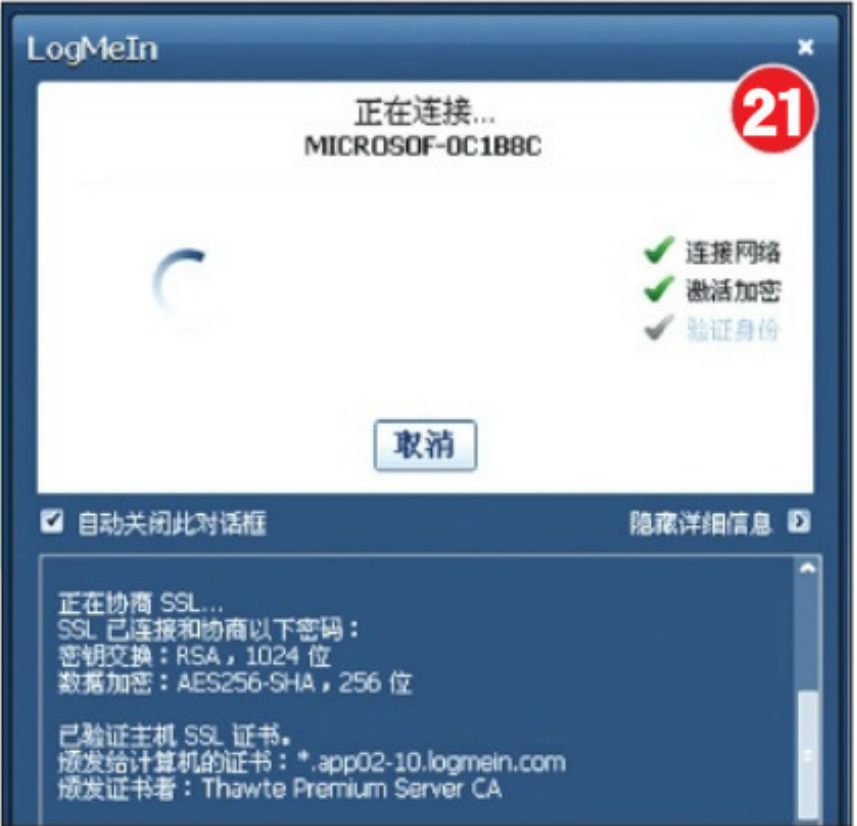 LogMeIn
21
正在连接...
MICROSOF-0C1B8C
连接网络
激活加密
验证身份
取消
自动关闭此对话框
隐藏详细信息
正在协商 SSL...
SSL 已连接和协商以下密码：
密钥交换：RSA，1024 位
数据加密：AES256-SHA，256 位
已验证主机 SSL 证书。
颁发给计算机的证书：*.app02-10.logmein.com
颁发证书者：Thawte Premium Server CA